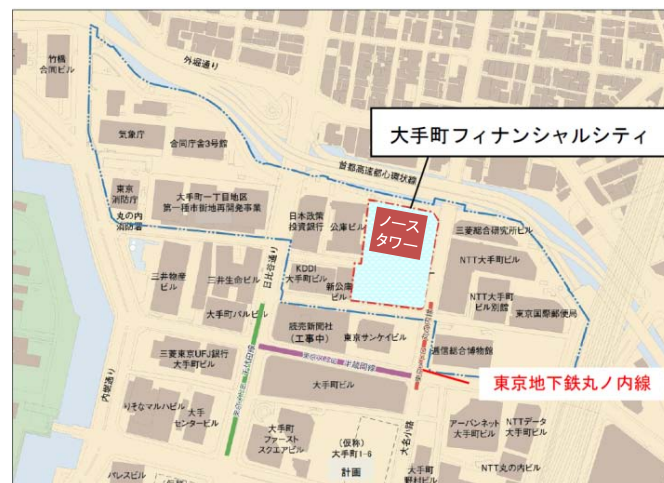 竹橋
合同ビル
外堀通り
大手町フィナンシャルシティ
気象庁
合同庁舎3号館
首都高速都心環状線
東京
消防庁
丸の内
消防署
大手町一丁目地区
第一種市街地再開発事業
日本政策
投資銀行
公庫ビル
ノース
タワー
三菱総合研究所ビル
日比谷通り
三井物産
ビル
三井生命ビル
KDDI
大手町ビル
新公庫
ビル
NTT大手町ビル
NTT大手町
ビル別館
東京国際郵便局
大手町パルビル
読売新聞社
(工事中)
東京サンケイビル
逓信総合博物館
三菱東京UFJ銀行
大手町ビル
半蔵門線
東京地下鉄丸ノ内線
内堀通り
大手町ビル
りそなマルハビル
大手
センタービル
大手町
ファースト
スクエアビル
(仮称)
大手町1-6
計画
大名小路
アーバンネット
大手町ビル
NTTデータ
大手町ビル
パレスビル
大手町
野村ビル
NTT丸の内ビル